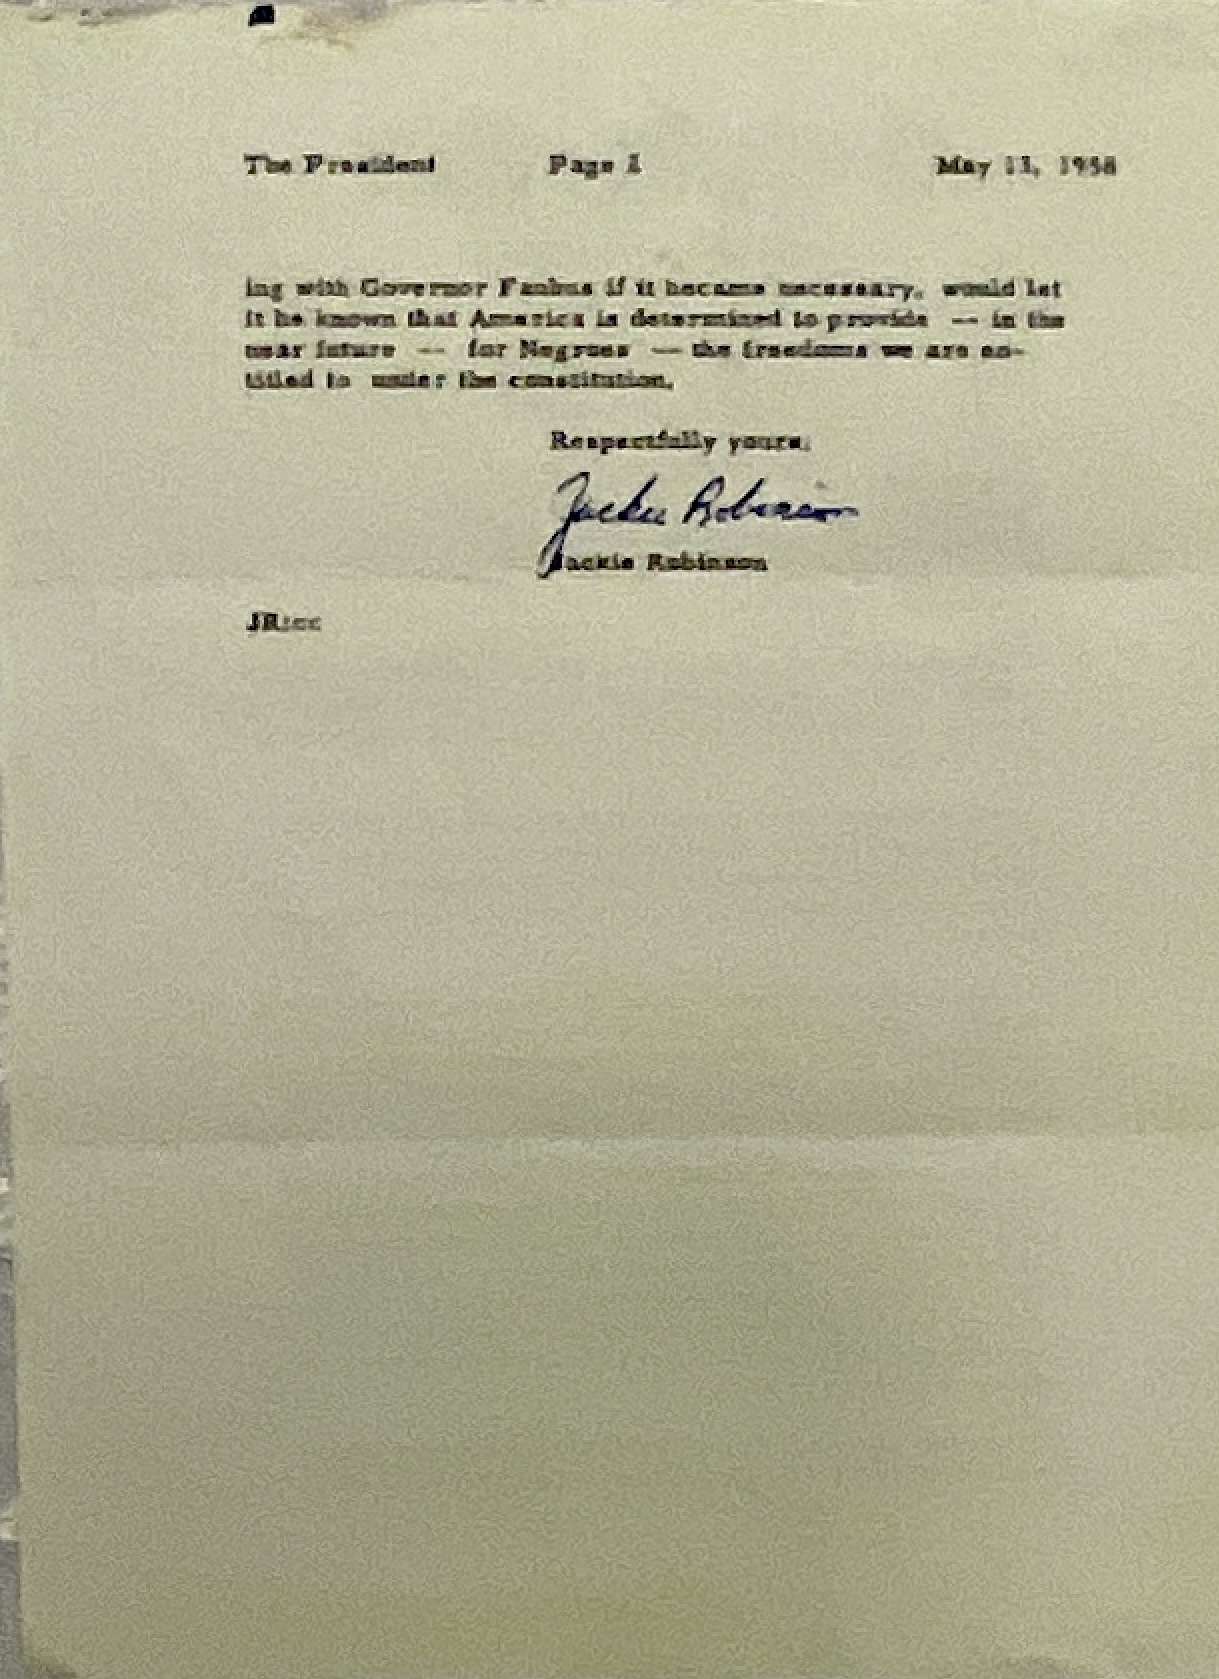 The President Page 2 May 13, 1958
ing with Governor Faubus if it became necessary, would let
it be known that America is determined to provide -- in the
near future -- for Negroes -- the freedoms we are en-
titled to under the constitution.
Respectfully yours,
Jackie Robinson
Jackie Robinson
JR:cc